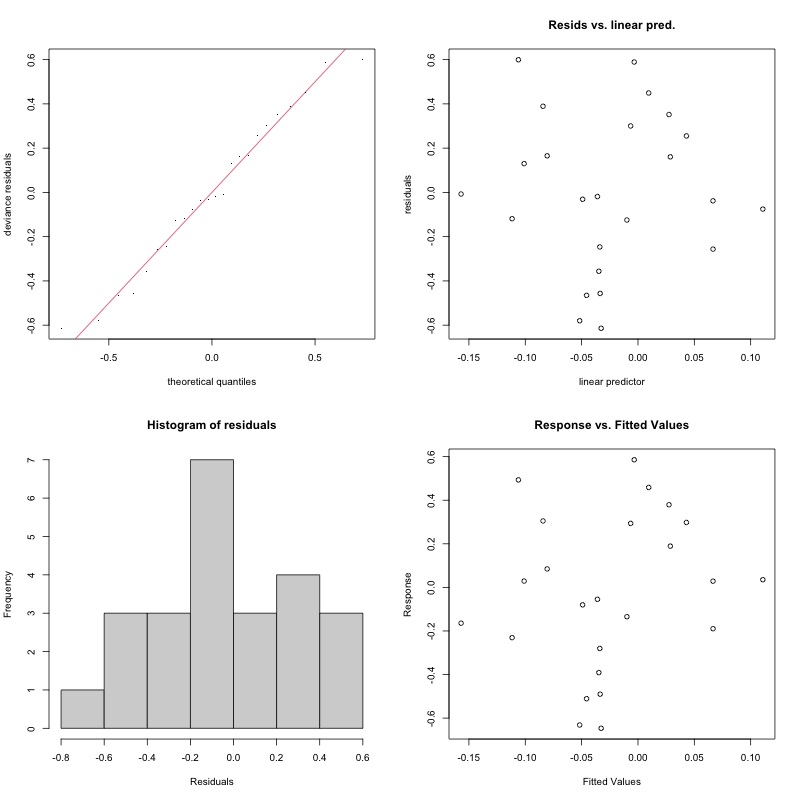 deviance residuals
-0.6 -0.4 -0.2 0.0 0.2 0.4 0.6
-0.5 0.0 0.5
theoretical quantiles
Resids vs. linear pred.
residuals
-0.6 -0.4 -0.2 0.0 0.2 0.4 0.6
-0.15 -0.10 -0.05 0.00 0.05 0.10
linear predictor
Histogram of residuals
Frequency
0 1 2 3 4 5 6 7
-0.8 -0.6 -0.4 -0.2 0.0 0.2 0.4 0.6
Residuals
Response vs. Fitted Values
Response
-0.6 -0.4 -0.2 0.0 0.2 0.4 0.6
-0.15 -0.10 -0.05 0.00 0.05 0.10
Fitted Values